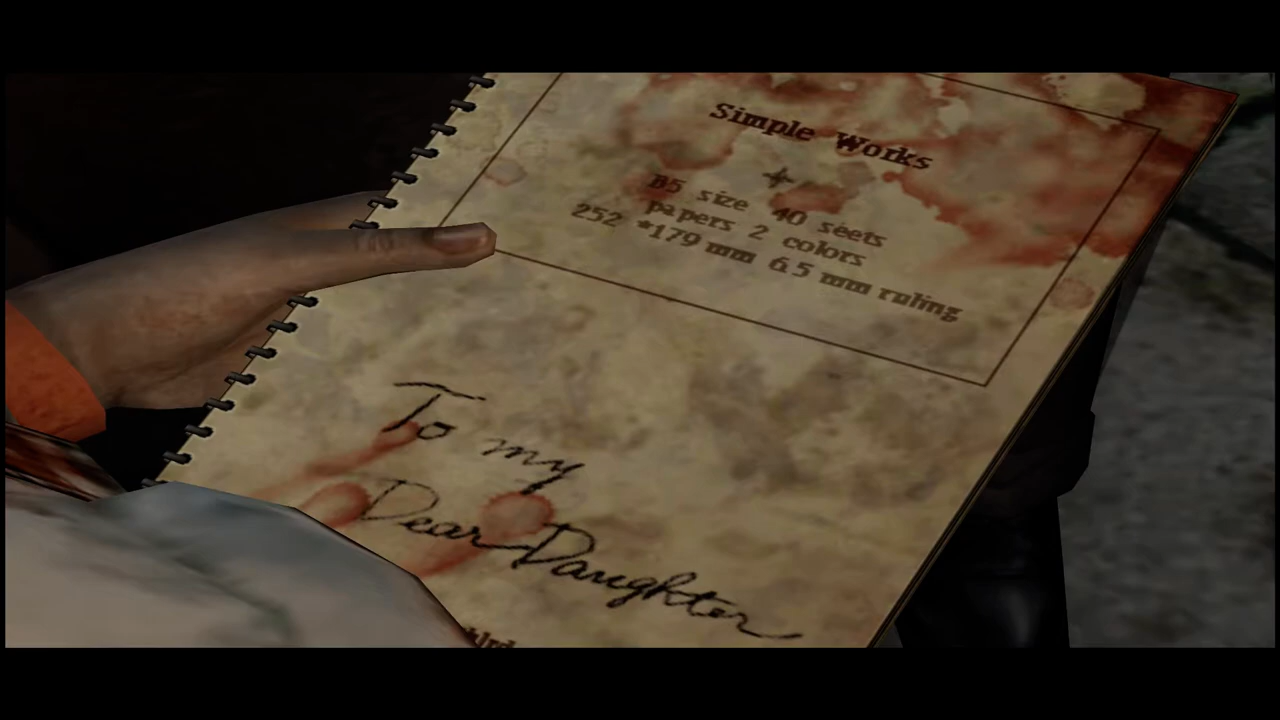 Simple Works
B5 size 40 seets
papers 2 colors
252 *179 mm 6.5 mm ruling
To my
Dear Daughter